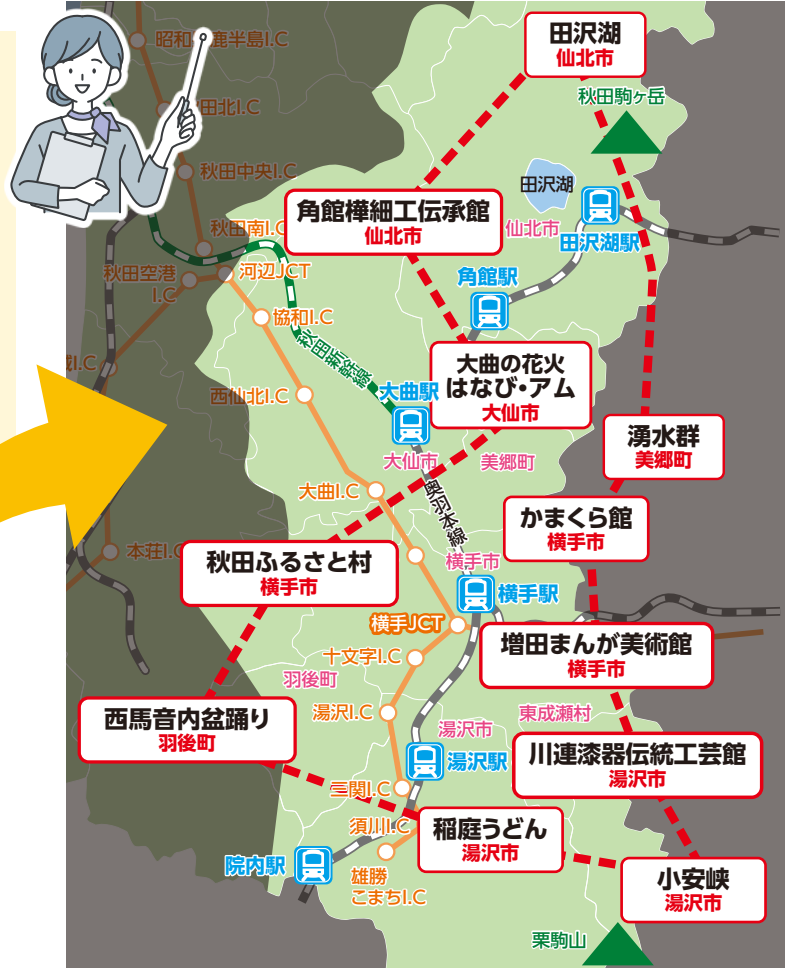 昭和
鹿半島I.C
田沢湖
仙北市
秋田駒ヶ岳
田北I.C
秋田中央I.C
田沢湖
角館樺細工伝承館
仙北市
仙北市
秋田南I.C
田沢湖駅
河辺JCT
秋田空港
I.C
角館駅
協和I.C
秋田新幹線
大曲の花火
はなび・アム
大仙市
I.C
西仙北I.C
大曲駅
湧水群
美郷町
大仙市
美郷町
大曲I.C
奥羽本線
かまくら館
横手市
本荘I.C
秋田ふるさと村
横手市
横手市
横手駅
横手JCT
増田まんが美術館
横手市
十文字I.C
羽後町
西馬音内盆踊り
羽後町
湯沢I.C
東成瀬村
湯沢市
湯沢駅
川連漆器伝統工芸館
湯沢市
三関I.C
須川I.C
稲庭うどん
湯沢市
院内駅
雄勝
こまちI.C
小安峡
湯沢市
栗駒山